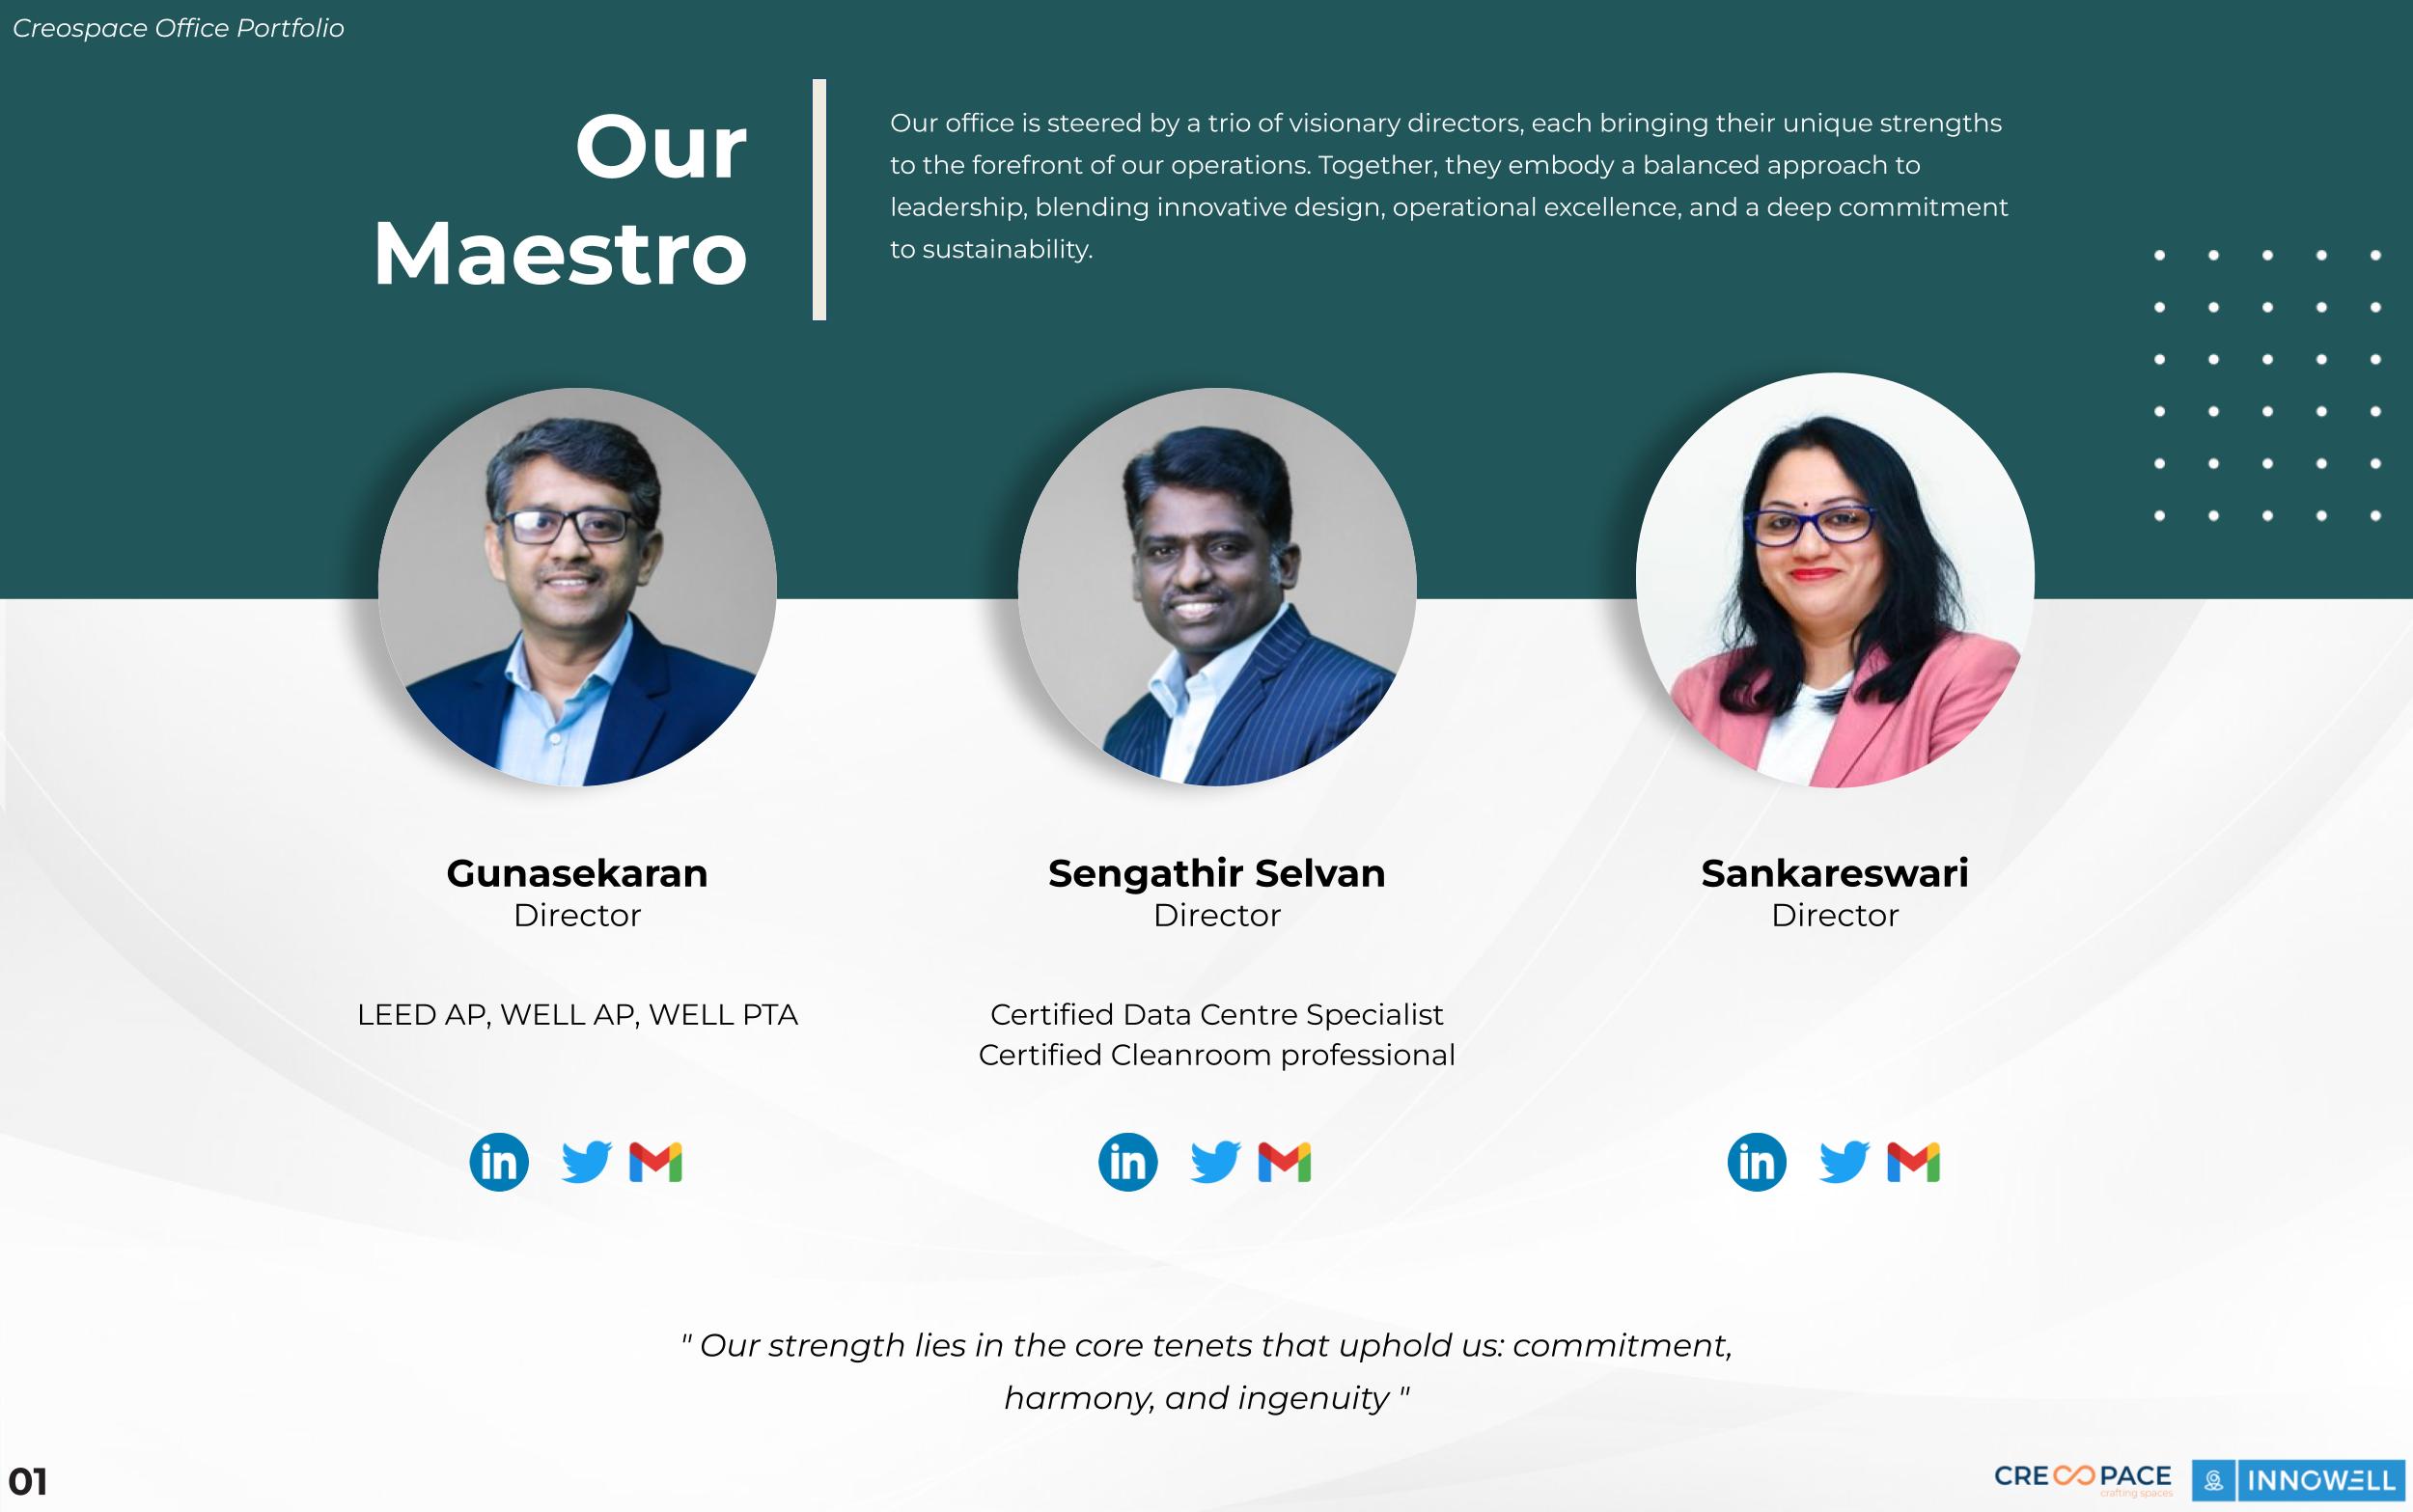 Creospace Office Portfolio
Our
Maestro
Our office is steered by a trio of visionary directors, each bringing their unique strengths
to the forefront of our operations. Together, they embody a balanced approach to
leadership, blending innovative design, operational excellence, and a deep commitment
to sustainability.
Gunasekaran
Director
LEED AP, WELL AP, WELL PTA
Sengathir Selvan
Director
Certified Data Centre Specialist
Certified Cleanroom professional
Sankareswari
Director
in
in
in
" Our strength lies in the core tenets that uphold us: commitment,
harmony, and ingenuity "
01
CREOSPACE
crafting spaces
INNOWELL